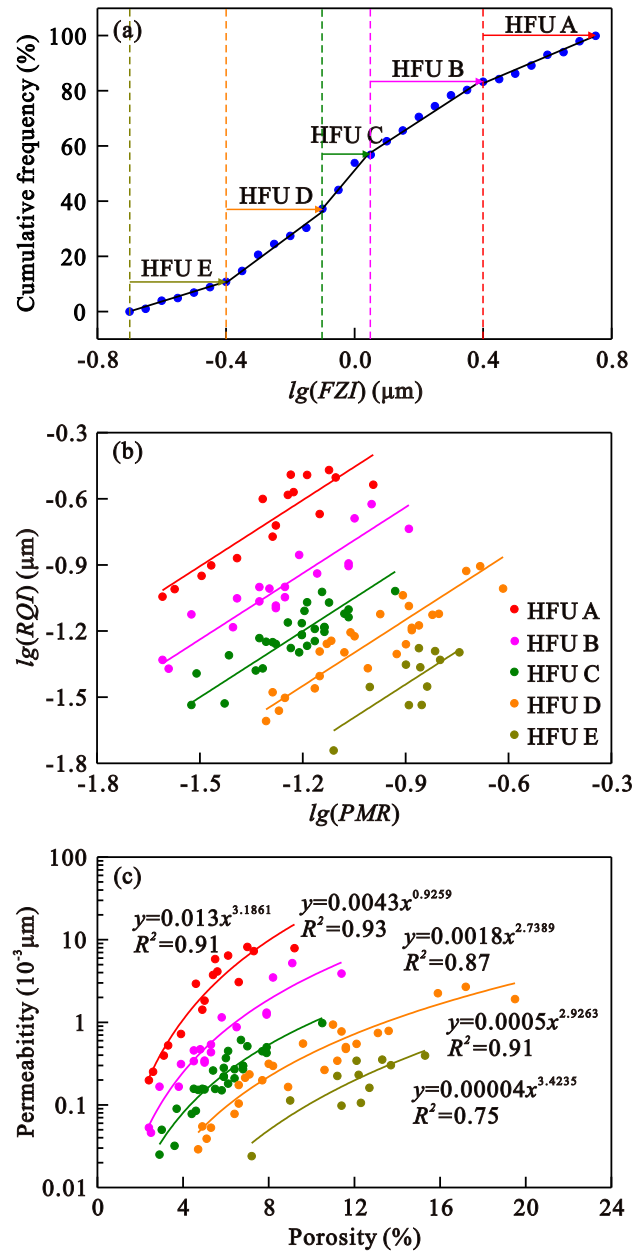 (a)
HFU A
HFU B
HFU C
HFU D
HFU E
Cumulative frequency (%)
100
80
60
40
20
0
-0.8 -0.4 0.0 0.4 0.8
lg(FZI) (μm)
(b)
-0.3
-0.6
-0.9
-1.2
-1.5
-1.8
lg(RQI) (μm)
HFU A
HFU B
HFU C
HFU D
HFU E
-1.8 -1.5 -1.2 -0.9 -0.6 -0.3
lg(PMR)
(c)
100
10
1
0.1
0.01
Permeabitity (10⁻³μm)
y=0.013x^3.1861
R²=0.91
y=0.0043x^0.9259
R²=0.93
y=0.0018x^2.7389
R²=0.87
y=0.0005x^2.9263
R²=0.91
y=0.00004x^3.4235
R²=0.75
0 4 8 12 16 20 24
Porosity (%)